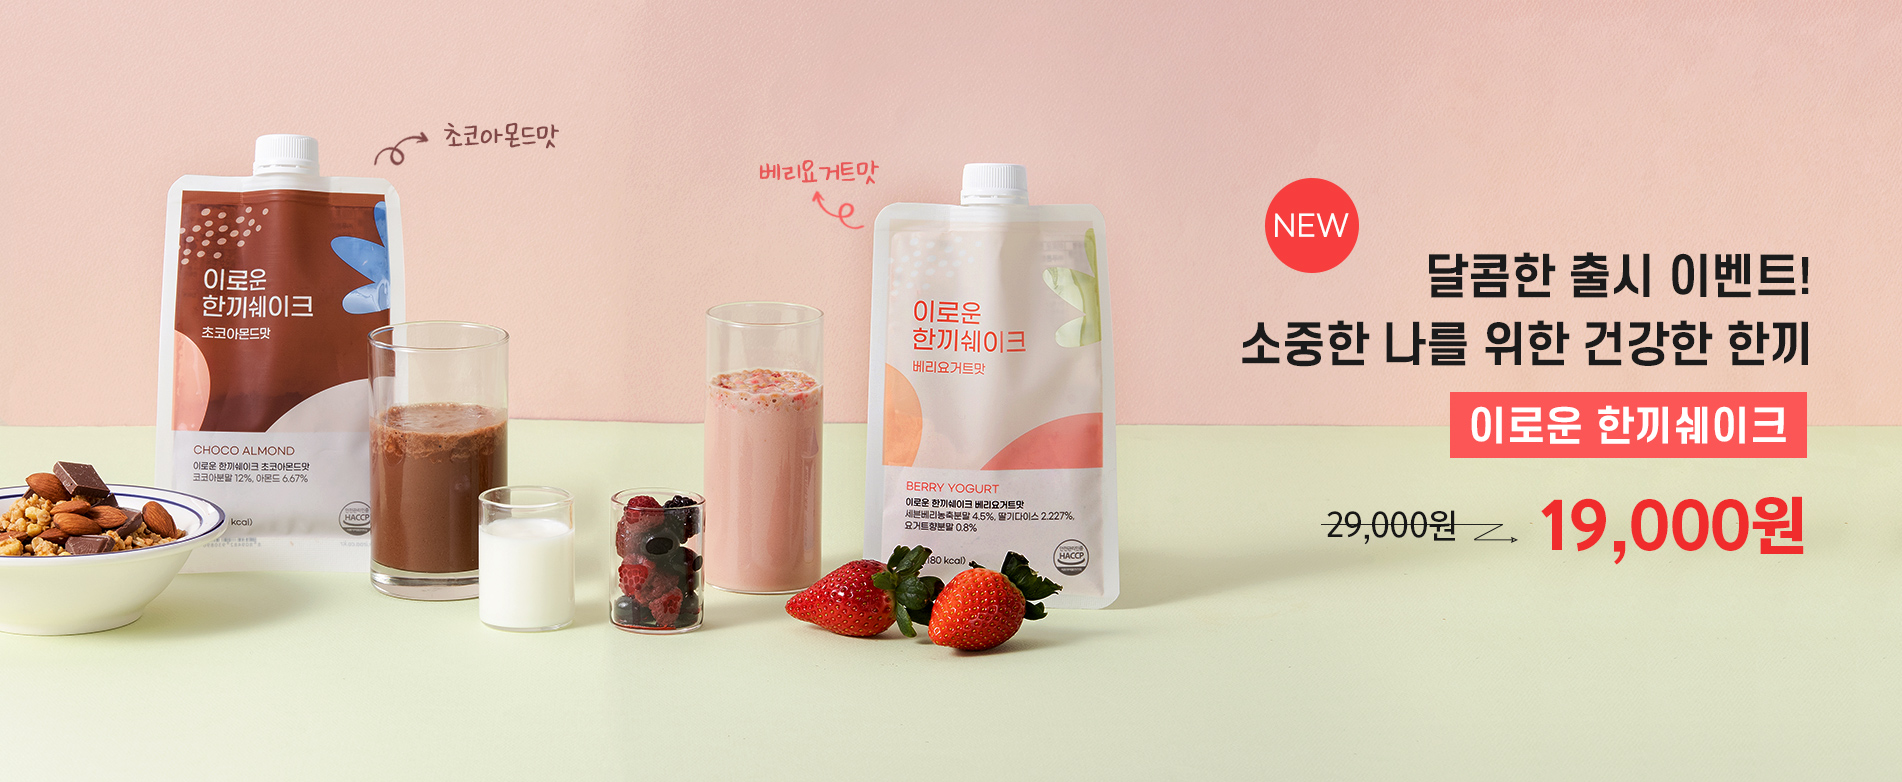 초코아몬드맛
이로운
한끼쉐이크
초코아몬드맛
CHOCO ALMOND
이로운 한끼쉐이크 초코아몬드맛
코코아분말 12%, 아몬드 6.67%
kcal)
HACCP
베리요거트맛
이로운
한끼쉐이크
베리요거트맛
BERRY YOGURT
이로운 한끼쉐이크 베리요거트맛
세븐베리농축분말 4.5%, 딸기다이스 2.227%,
요거트향분말 0.8%
180 kcal)
HACCP
NEW
달콤한 출시 이벤트!
소중한 나를 위한 건강한 한끼
이로운 한끼쉐이크
29,000원 19,000원